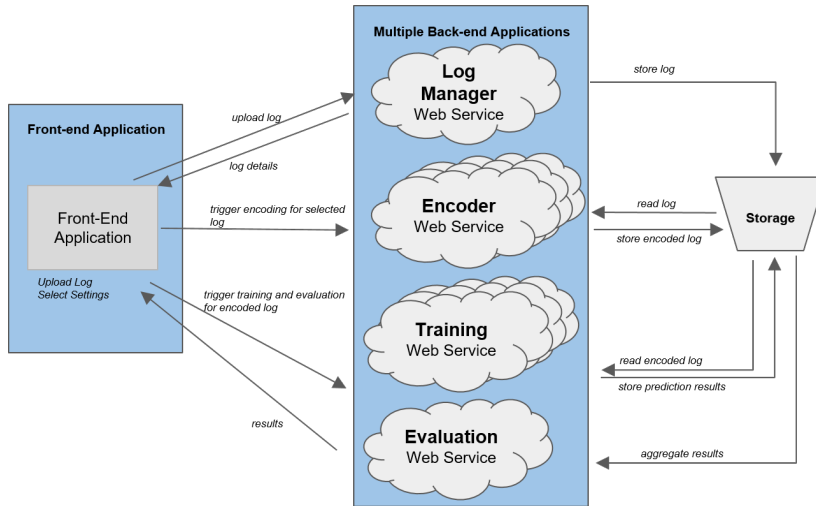 Multiple Back-end Applications
Log
Manager
Web Service
store log
upload log
Front-end Application
log details
Front-End
Application
trigger encoding for selected
log
Encoder
Web Service
read log
store encoded log
Storage
Upload Log
Select Settings
trigger training and evaluation
for encoded log
Training
Web Service
read encoded log
store prediction results
results
Evaluation
Web Service
aggregate results